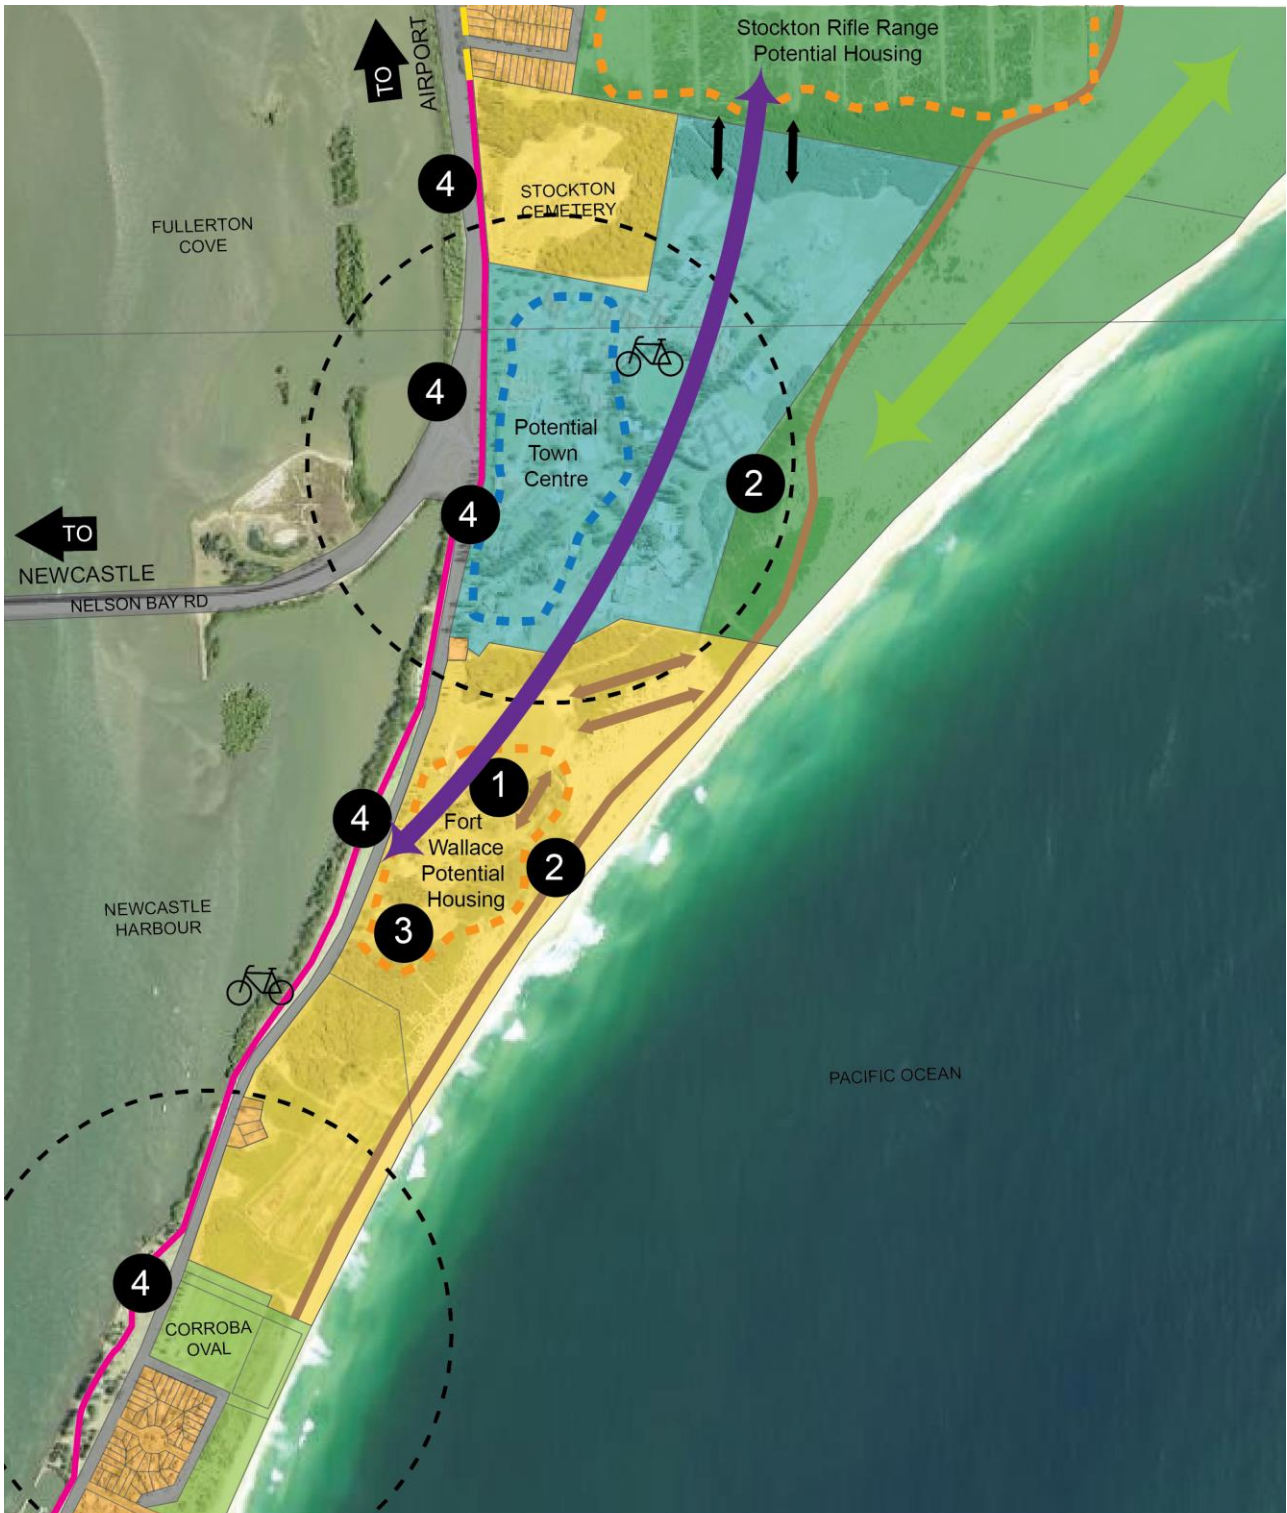 Stockton Rifle Range
Potential Housing
TO
AIRPORT
4
STOCKTON
CEMETERY
FULLERTON
COVE
4
Potential
Town
Centre
2
4
TO
NEWCASTLE
NELSON BAY RD
1
4
Fort
Wallace
Potential
Housing
2
3
NEWCASTLE
HARBOUR
PACIFIC OCEAN
4
CORROBA
OVAL